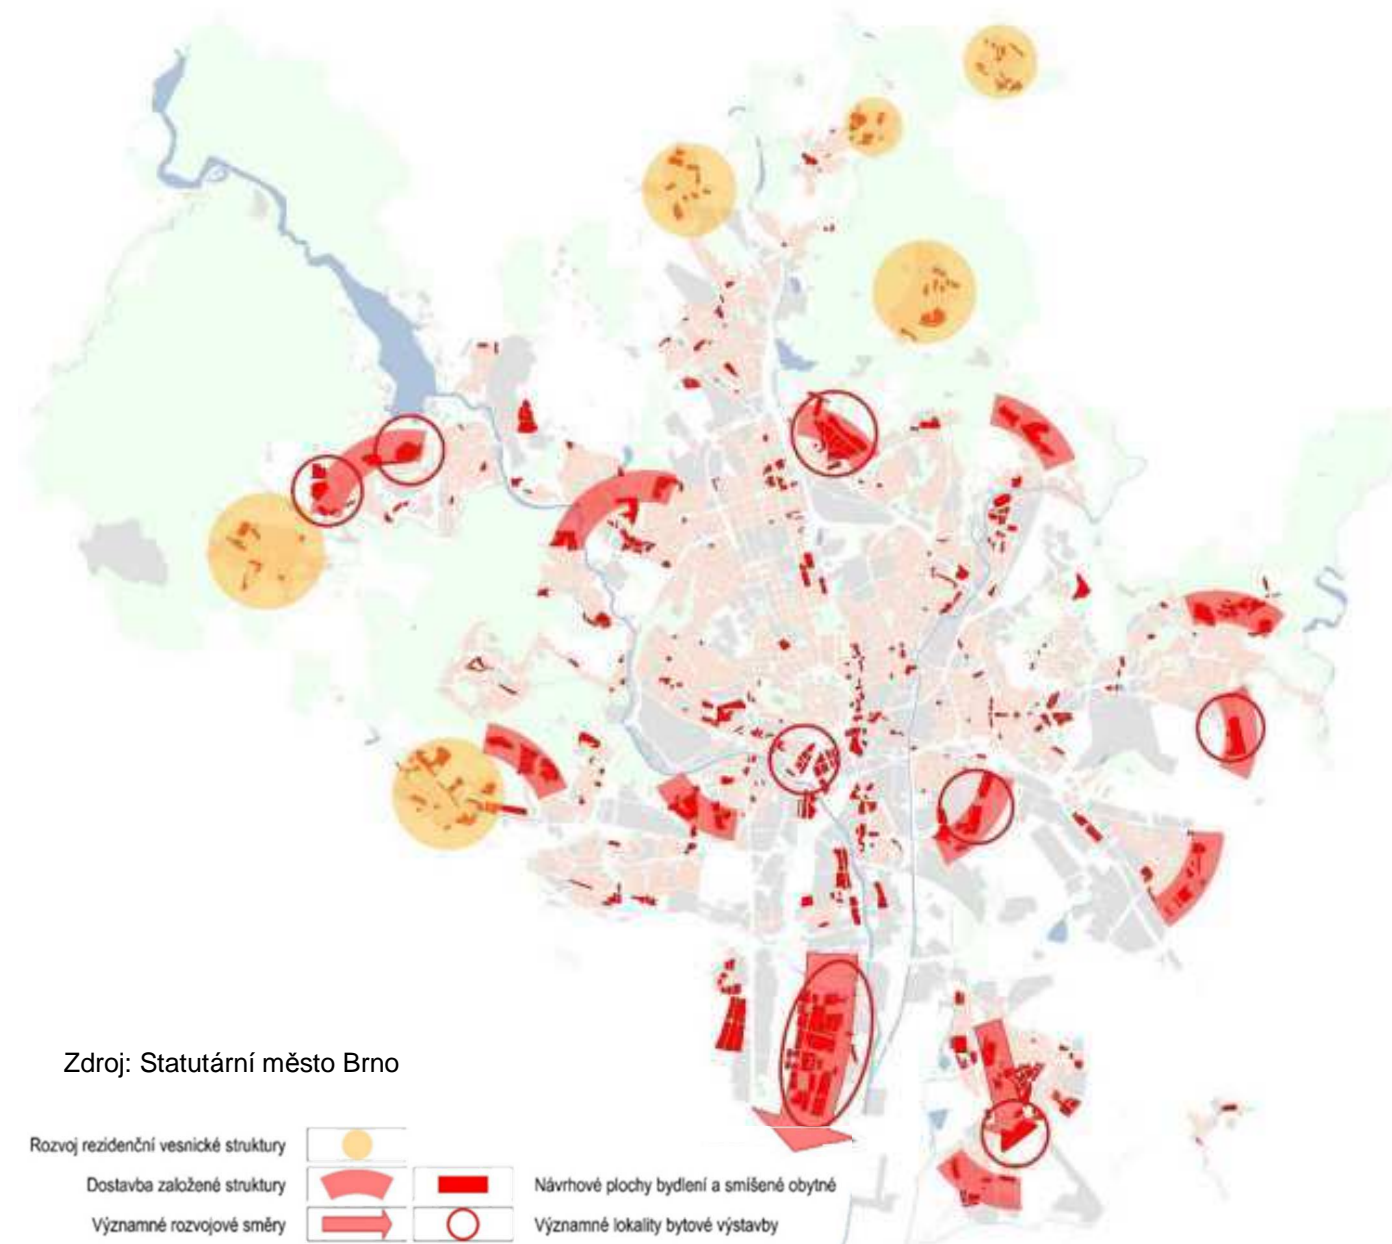 Zdroj: Statutární město Brno
Rozvoj rezidenční vesnické struktury
Dostavba založené struktury
Návrhové plochy bydlení a smíšené obytné
Významné rozvojové směry
Významné lokality bytové výstavby